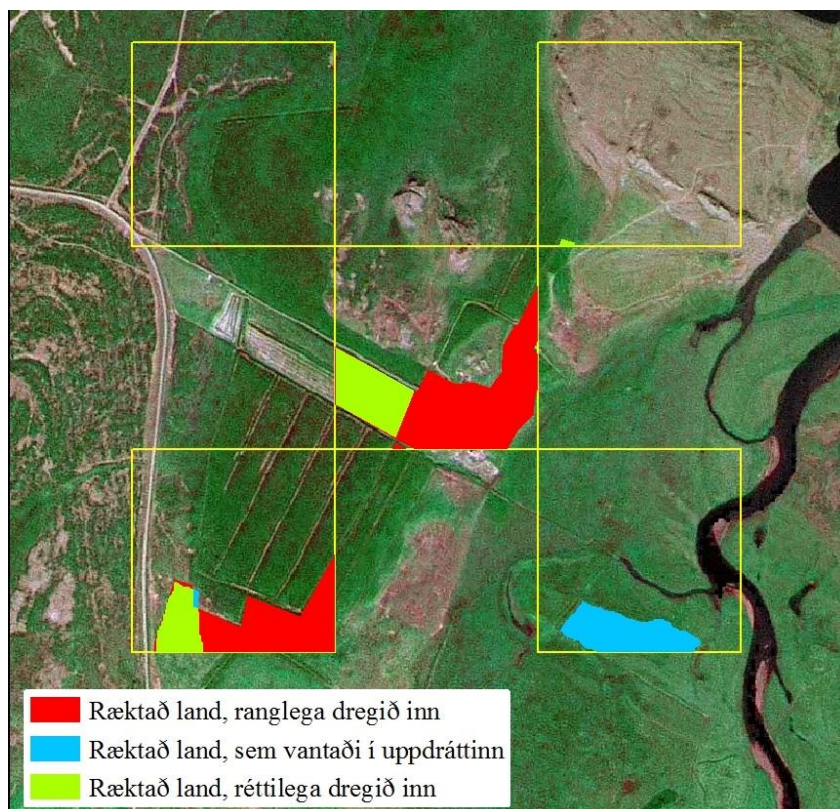 Ræktað land, ranglega dregið inn
Ræktað land, sem vantaði í uppdráttinn
Ræktað land, réttilega dregið inn